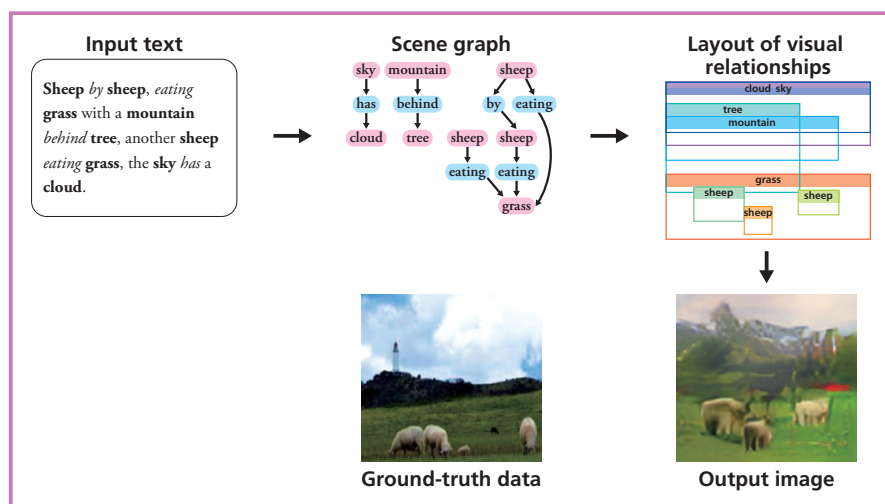 Input text
Sheep by sheep, eating
grass with a mountain
behind tree, another sheep
eating grass, the sky has a
cloud.
Scene graph
sky mountain sheep
has behind by eating
cloud tree sheep sheep
eating eating
grass
Layout of visual
relationships
cloud sky
tree
mountain
grass
sheep sheep
sheep
Ground-truth data
Output image